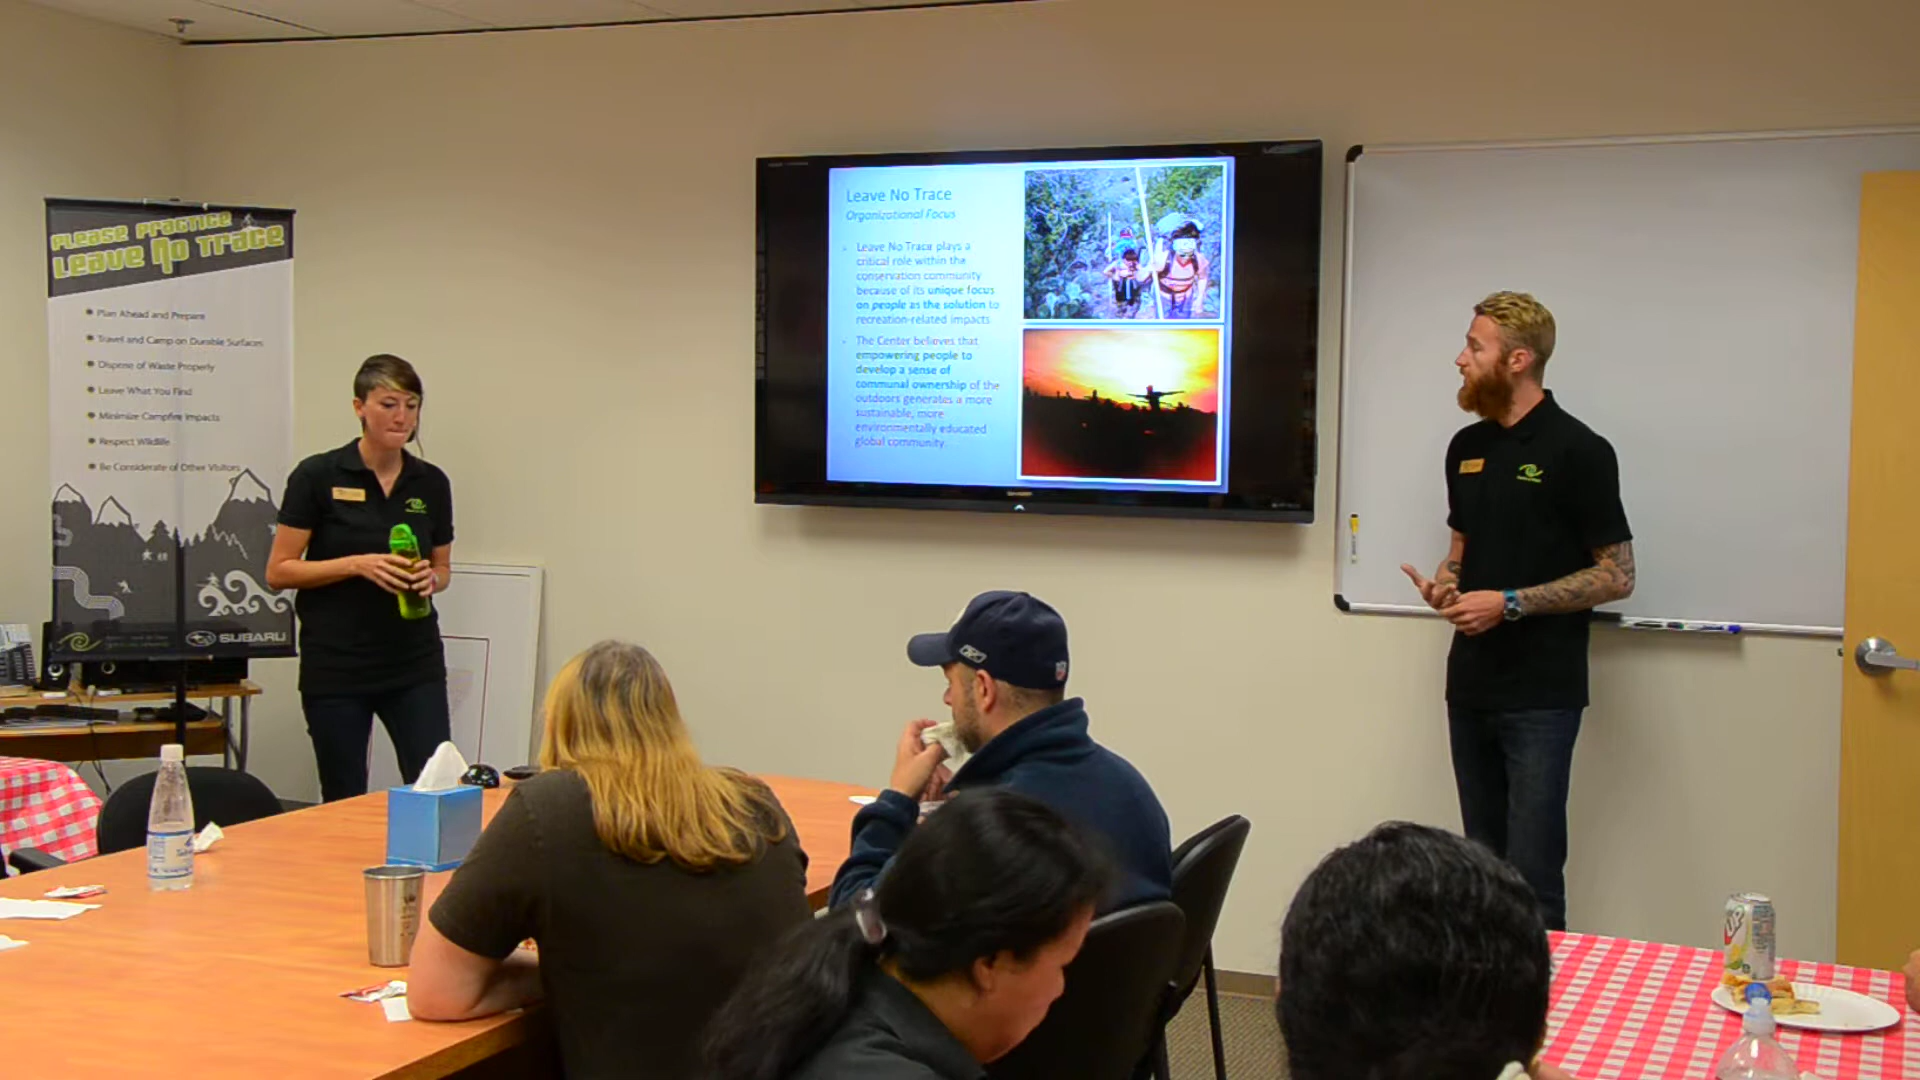 PLEASE PRACTICE
Leave No Trace
Plan Ahead and Prepare
Travel and Camp on Durable Surfaces
Dispose of Waste Properly
Leave What You Find
Minimize Campfire Impacts
Respect Wildlife
Be Considerate of Other Visitors
SUBARU
Leave No Trace
Organizational Focus
Leave No Trace plays a
critical role within the
conservation community
because of its unique focus
on people as the solution to
recreation-related impacts
The Center believes that
empowering people to
develop a sense of
communal ownership of the
outdoors generates a more
sustainable, more
environmentally educated
global community.
SHARP
UP